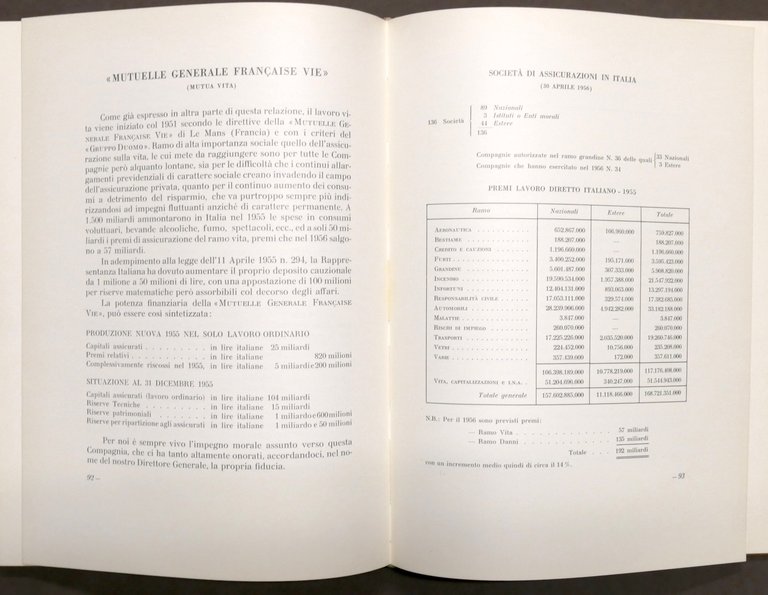 «MUTUELLE GENERALE FRANÇAISE VIE»
(MUTUA VITA)
Come già espresso in altra parte di questa relazione, il lavoro vi-
ta viene iniziato col 1951 secondo le direttive della «MUTUELLE GE-
NERALE FRANÇAISE VIE» di Le Mans (Francia) e con i criteri del
«GRUPPO DUOMO». Ramo di alta importanza sociale quello dell'assicu-
razione sulla vita, le cui mete da raggiungere sono per tutte le Com-
pagnie però alquanto lontane, sia per le difficoltà che i continui allar-
gamenti previdenziali di carattere sociale creano invadendo il campo
dell'assicurazione privata, quanto per il continuo aumento dei consu-
mi a detrimento del risparmio, che va purtroppo sempre più in-
dirizzandosi ad impegni fluttuanti anzichè di carattere permanente. A
1.500 miliardi ammontarono in Italia nel 1955 le spese in consumi
voluttuari, bevande alcooliche, fumo, spettacoli, ecc., ed a soli 50 mi-
liardi i premi di assicurazione del ramo vita, premi che nel 1956 salgo-
no a 57 miliardi.
In adempimento alla legge dell'11 Aprile 1955 n. 294, la Rappre-
sentanza Italiana ha dovuto aumentare il proprio deposito cauzionale
da 1 milione a 50 milioni di lire, con una appostazione di 100 milioni
per riserve matematiche però assorbibili col decorso degli affari.
La potenza finanziaria della «MUTUELLE GENERALE FRANÇAISE
VIE», può essere così sintetizzata:
PRODUZIONE NUOVA 1955 NEL SOLO LAVORO ORDINARIO
Capitali assicurati . . . . . . . . . in lire italiane 25 miliardi
Premi relativi . . . . . . . . . . . in lire italiane 820 milioni
Complessivamente riscossi nel 1955, in lire italiane 5 miliardi e 200 milioni
SITUAZIONE AL 31 DICEMBRE 1955
Capitali assicurati (lavoro ordinario) in lire italiane 104 miliardi
Riserve Tecniche . . . . . . . . . in lire italiane 15 miliardi
Riserve patrimoniali . . . . . . . in lire italiane 1 miliardo e 600 milioni
Riserve per ripartizione agli assicurati in lire italiane 1 miliardo e 50 milioni
Per noi è sempre vivo l'impegno morale assunto verso questa
Compagnia, che ci ha tanto altamente onorati, accordandoci, nel no-
me del nostro Direttore Generale, la propria fiducia.
92 –
SOCIETÀ DI ASSICURAZIONI IN ITALIA
(30 APRILE 1956)
89 Nazionali
136 Società 3 Istituti o Enti morali
44 Estere
136
Compagnie autorizzate nel ramo grandine N. 36 delle quali 33 Nazionali
3 Estere
Compagnie che hanno esercitato nel 1956 N. 34
PREMI LAVORO DIRETTO ITALIANO - 1955
Ramo Nazionali Estere Totale
AERONAUTICA . . . . . . . . . 652.867.000 106.960.000 759.827.000
BESTIAME . . . . . . . . . . 188.207.000 — 188.207.000
CREDITO E CAUZIONI . . . . . . 1.196.660.000 — 1.196.660.000
FURTI . . . . . . . . . . . 3.400.252.000 195.171.000 3.595.423.000
GRANDINE . . . . . . . . . . 5.601.487.000 307.333.000 5.908.820.000
INCENDIO . . . . . . . . . . 19.590.534.000 1.957.388.000 21.547.922.000
INFORTUNI . . . . . . . . . . 12.404.131.000 893.063.000 13.297.194.000
RESPONSABILITÀ CIVILE . . . . . 17.053.111.000 329.574.000 17.382.685.000
AUTOMOBILI . . . . . . . . . 28.239.906.000 4.942.282.000 33.182.188.000
MALATTIE . . . . . . . . . . 3.847.000 — 3.847.000
RISCHI DI IMPIEGO . . . . . . . 260.070.000 — 260.070.000
TRASPORTI . . . . . . . . . . 17.225.226.000 2.035.520.000 19.260.746.000
VETRI . . . . . . . . . . . 224.452.000 10.756.000 235.208.000
VARIE . . . . . . . . . . . 357.439.000 172.000 357.611.000
106.398.189.000 10.778.219.000 117.176.408.000
VITA, CAPITALIZZAZIONI E I.N.A. . . 51.204.696.000 340.247.000 51.544.943.000
Totale generale 157.602.885.000 11.118.466.000 168.721.351.000
N.B.: Per il 1956 sono previsti premi:
— Ramo Vita . . . . . . . . . . . 57 miliardi
— Ramo Danni . . . . . . . . . . 135 miliardi
Totale . . . 192 miliardi
con un incremento medio quindi di circa il 14 %.
– 93